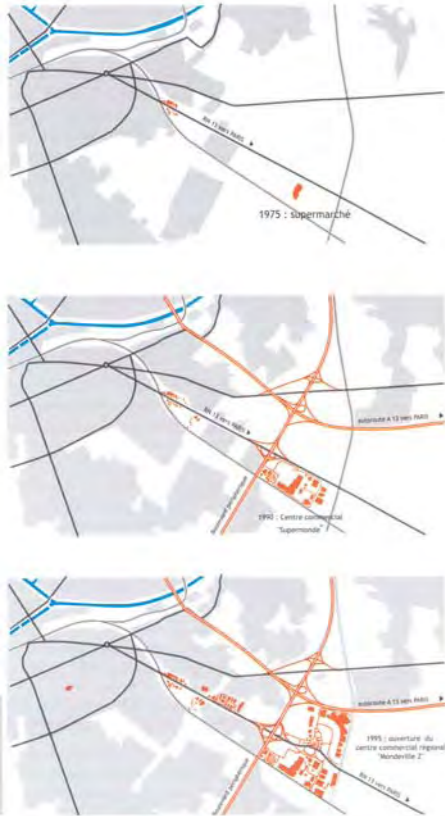 RN 13 vers PARIS
1975 : supermarché
RN 13 vers PARIS
autoroute A 13 vers PARIS
Boulevard périphérique
1990 : Centre commercial
"Supermonde"
autoroute A 13 vers PARIS
1995 : ouverture du
centre commercial régional
"Mondeville 2"
Boulevard périphérique
RN 13 vers PARIS